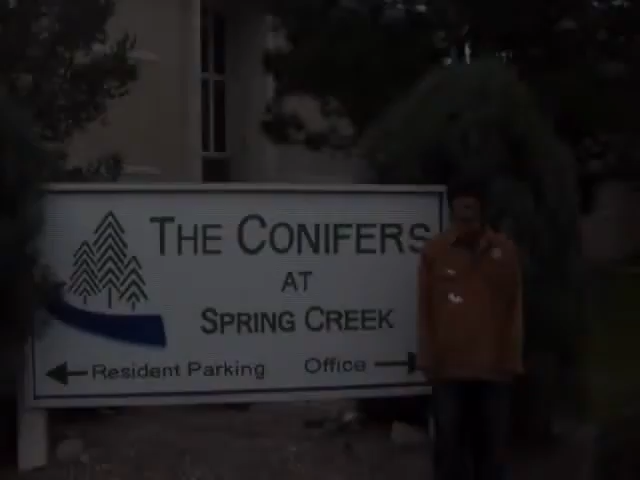 THE CONIFERS
AT
SPRING CREEK
Resident Parking Office